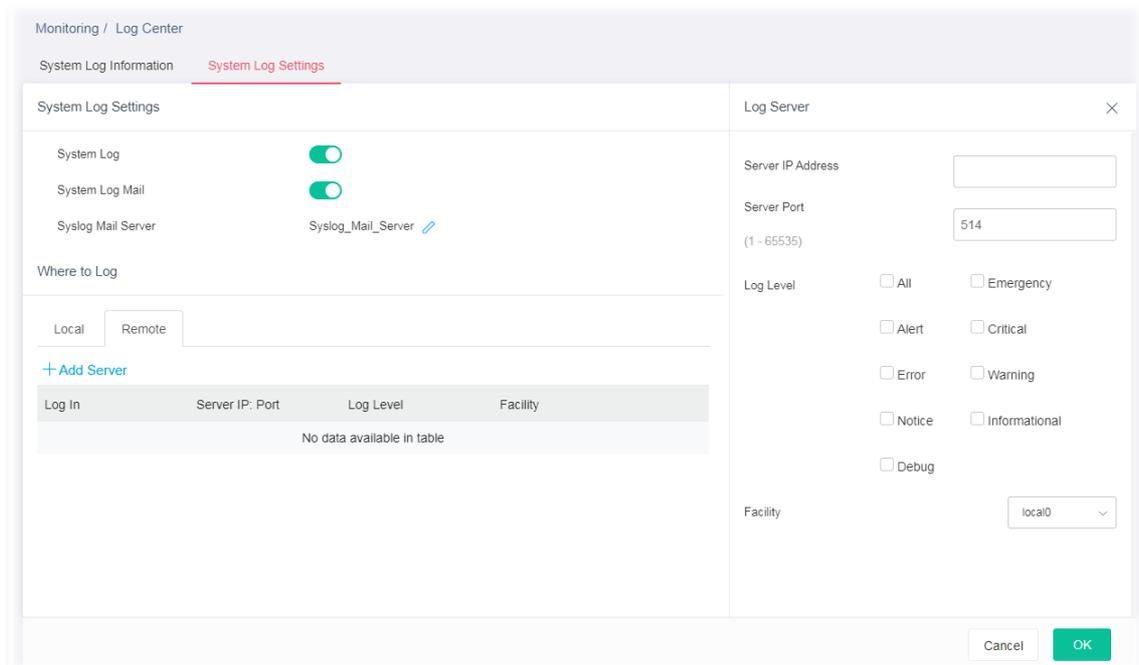 Monitoring / Log Center
System Log Information System Log Settings
System Log Settings
System Log
System Log Mail
Syslog Mail Server Syslog_Mail_Server
Where to Log
Local Remote
+Add Server
Log In Server IP: Port Log Level Facility
No data available in table
Log Server
Server IP Address
Server Port
514
(1 - 65535)
Log Level All Emergency
Alert Critical
Error Warning
Notice Informational
Debug
Facility local0
Cancel OK